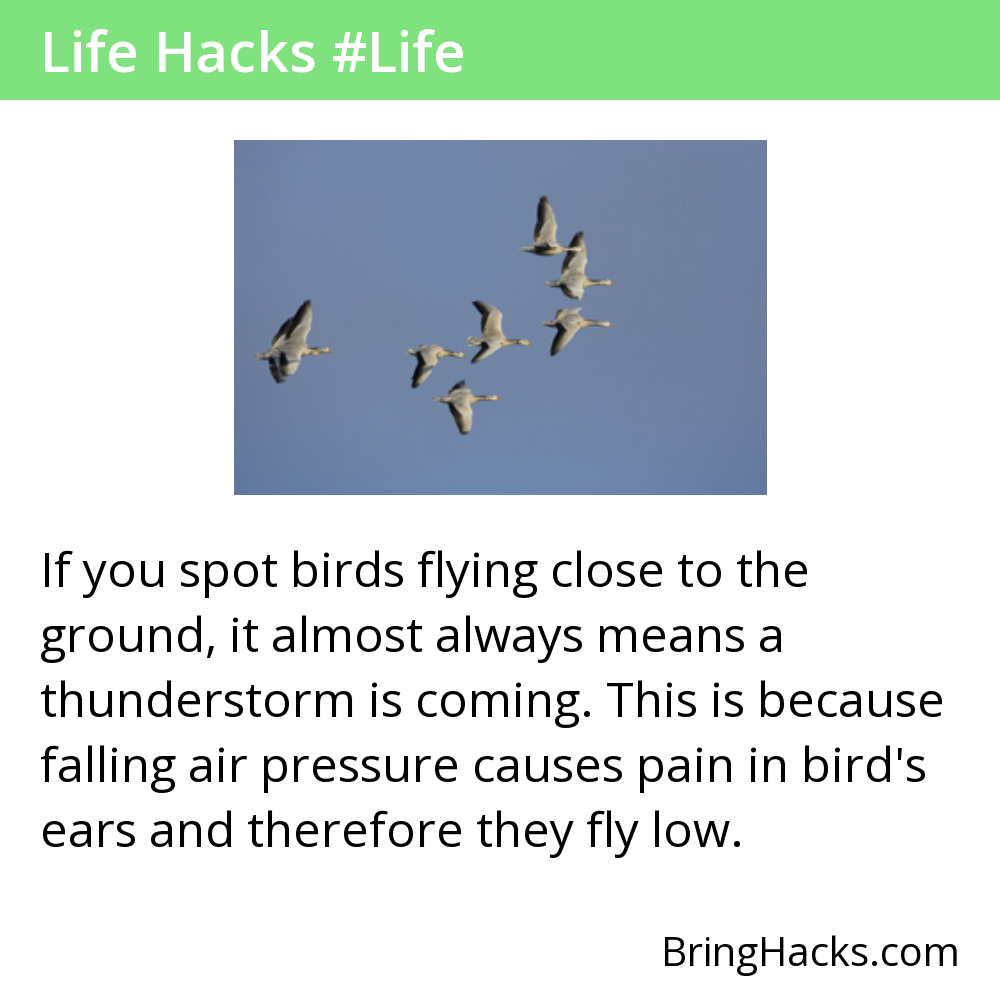 Life Hacks #Life
If you spot birds flying close to the
ground, it almost always means a
thunderstorm is coming. This is because
falling air pressure causes pain in bird's
ears and therefore they fly low.
BringHacks.com